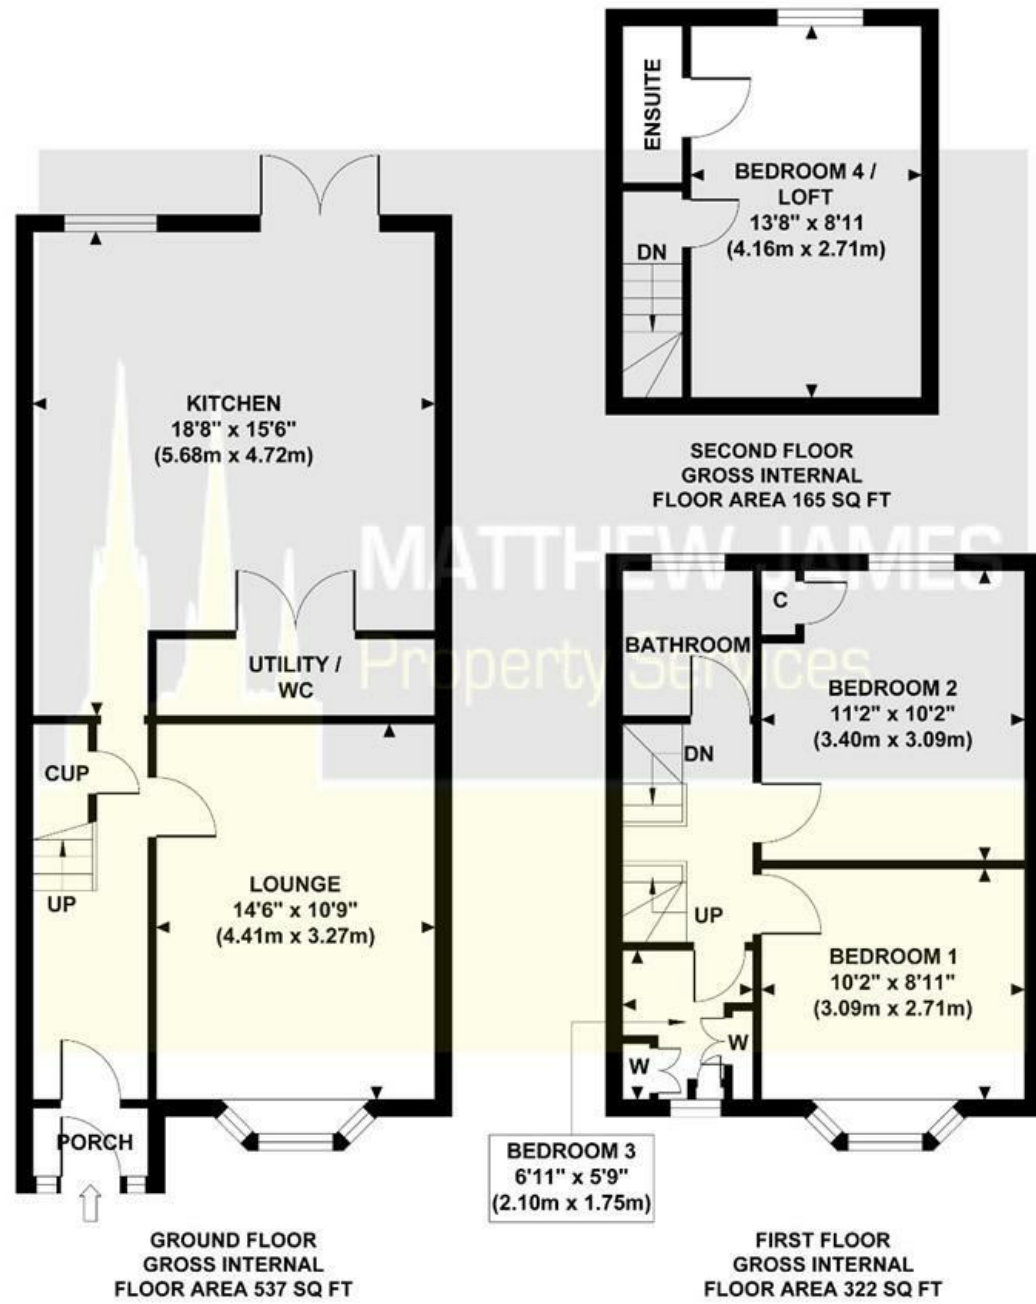 ENSUITE
BEDROOM 4 /
LOFT
13'8" x 8'11
(4.16m x 2.71m)
DN
SECOND FLOOR
GROSS INTERNAL
FLOOR AREA 165 SQ FT
KITCHEN
18'8" x 15'6"
(5.68m x 4.72m)
UTILITY /
WC
CUP
UP
LOUNGE
14'6" x 10'9"
(4.41m x 3.27m)
PORCH
GROUND FLOOR
GROSS INTERNAL
FLOOR AREA 537 SQ FT
MATTHEW JAMES
Property Services
BATHROOM
C
BEDROOM 2
11'2" x 10'2"
(3.40m x 3.09m)
DN
UP
BEDROOM 1
10'2" x 8'11"
(3.09m x 2.71m)
W
W
BEDROOM 3
6'11" x 5'9"
(2.10m x 1.75m)
FIRST FLOOR
GROSS INTERNAL
FLOOR AREA 322 SQ FT